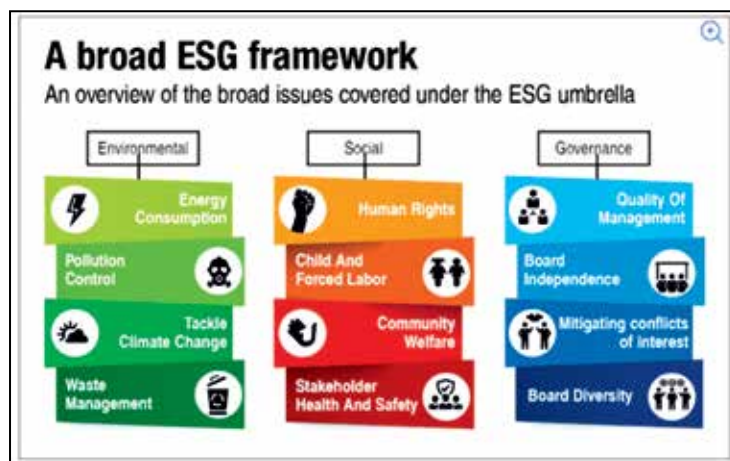 A broad ESG framework
An overview of the broad issues covered under the ESG umbrella
Environmental
Energy
Consumption
Pollution
Control
Tackle
Climate Change
Waste
Management
Social
Human Rights
Child And
Forced Labor
Community
Welfare
Stakeholder
Health And Safety
Governance
Quality Of
Management
Board
Independence
Mitigating conflicts
of interest
Board Diversity